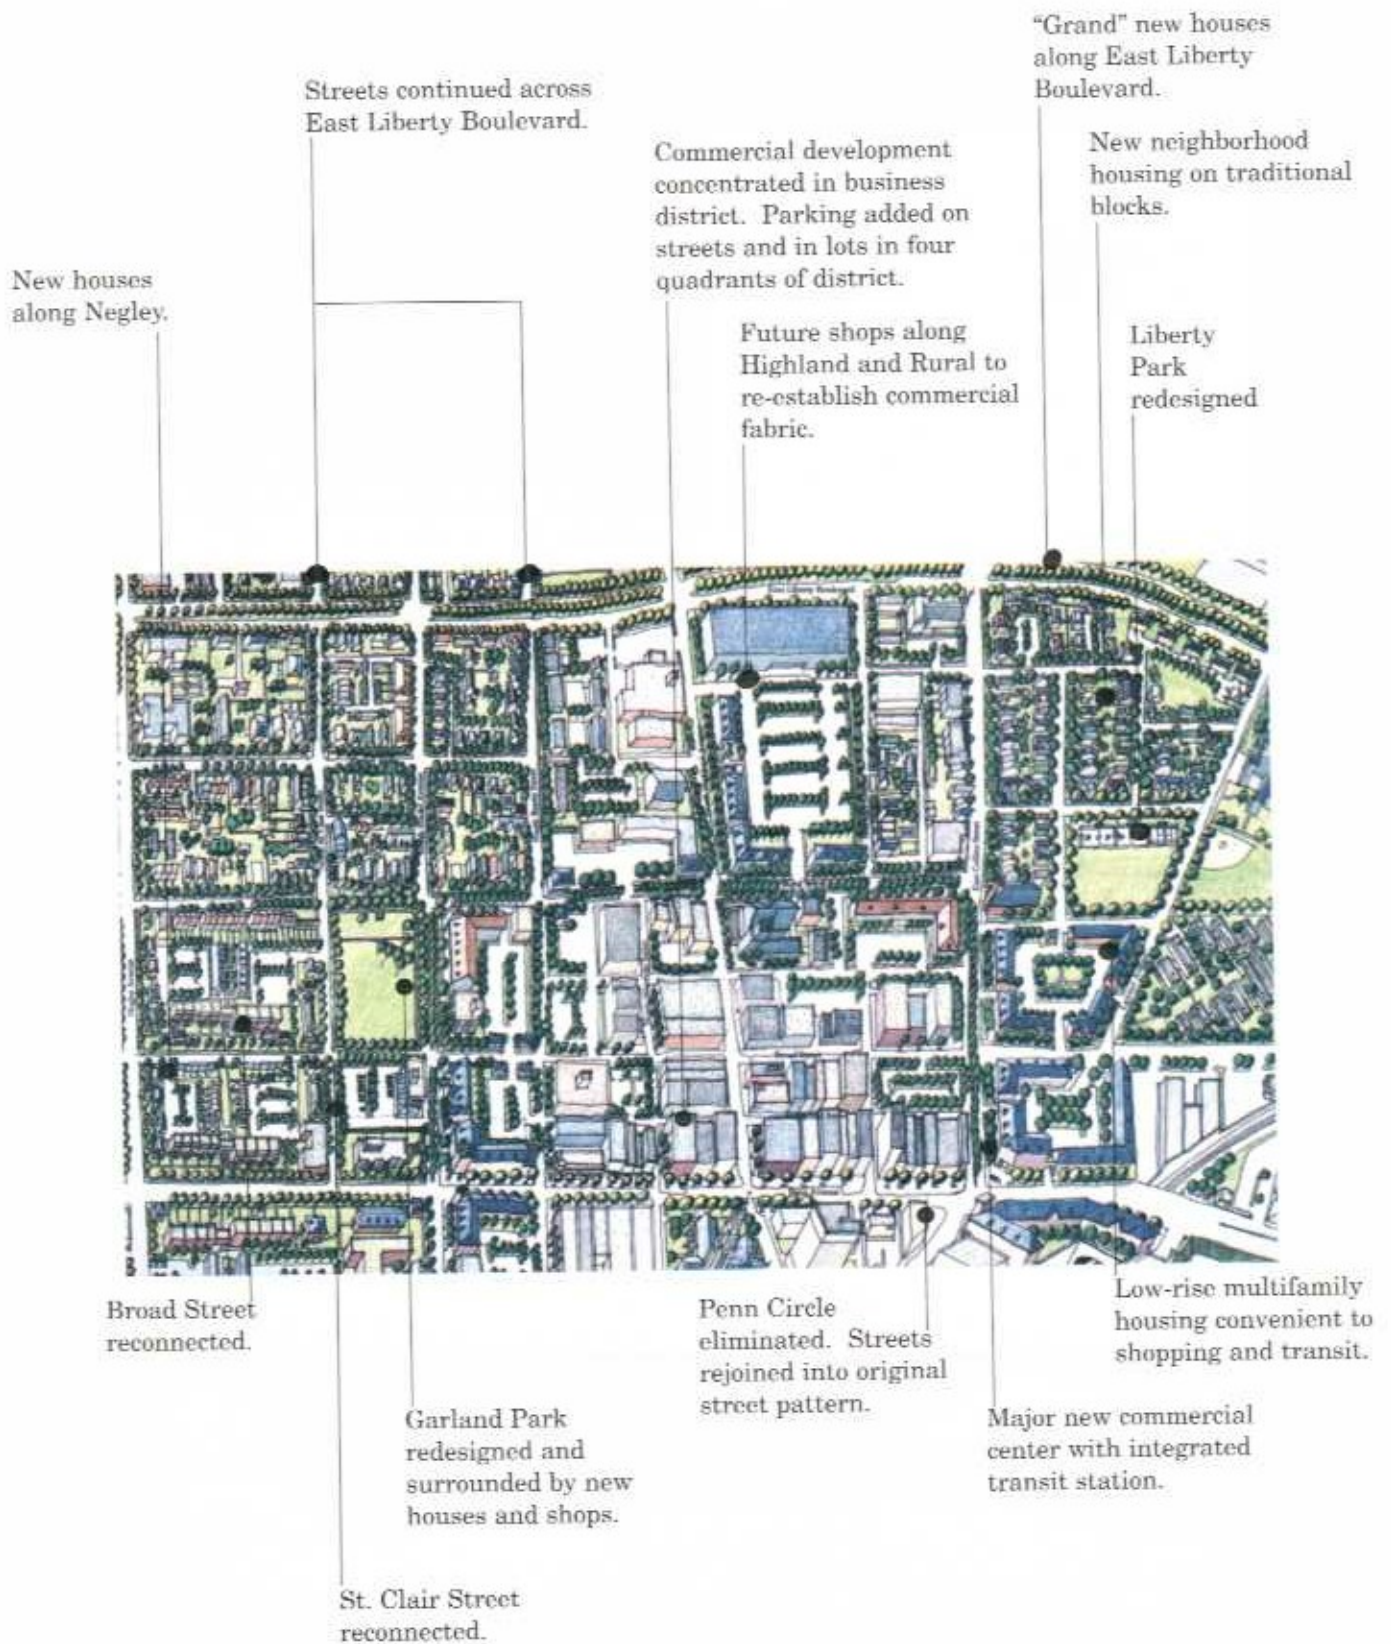 "Grand" new houses
along East Liberty
Boulevard.
Streets continued across
East Liberty Boulevard.
New neighborhood
housing on traditional
blocks.
Commercial development
concentrated in business
district. Parking added on
streets and in lots in four
quadrants of district.
New houses
along Negley.
Future shops along
Highland and Rural to
re-establish commercial
fabric.
Liberty
Park
redesigned
East Liberty Boulevard
Broad Street
reconnected.
Penn Circle
eliminated. Streets
rejoined into original
street pattern.
Low-rise multifamily
housing convenient to
shopping and transit.
Garland Park
redesigned and
surrounded by new
houses and shops.
Major new commercial
center with integrated
transit station.
St. Clair Street
reconnected.